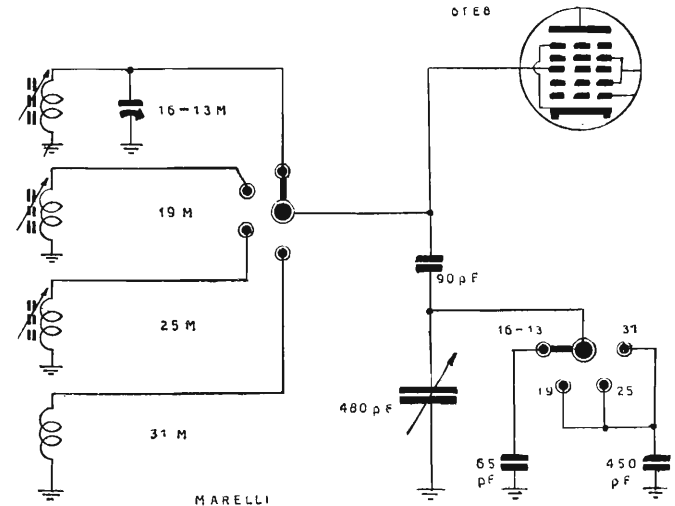 6TE8
16-13 M
19 M
90 pF
25 M
16-13
31
480 pF
19
25
31 M
65
pF
450
pF
MARELLI